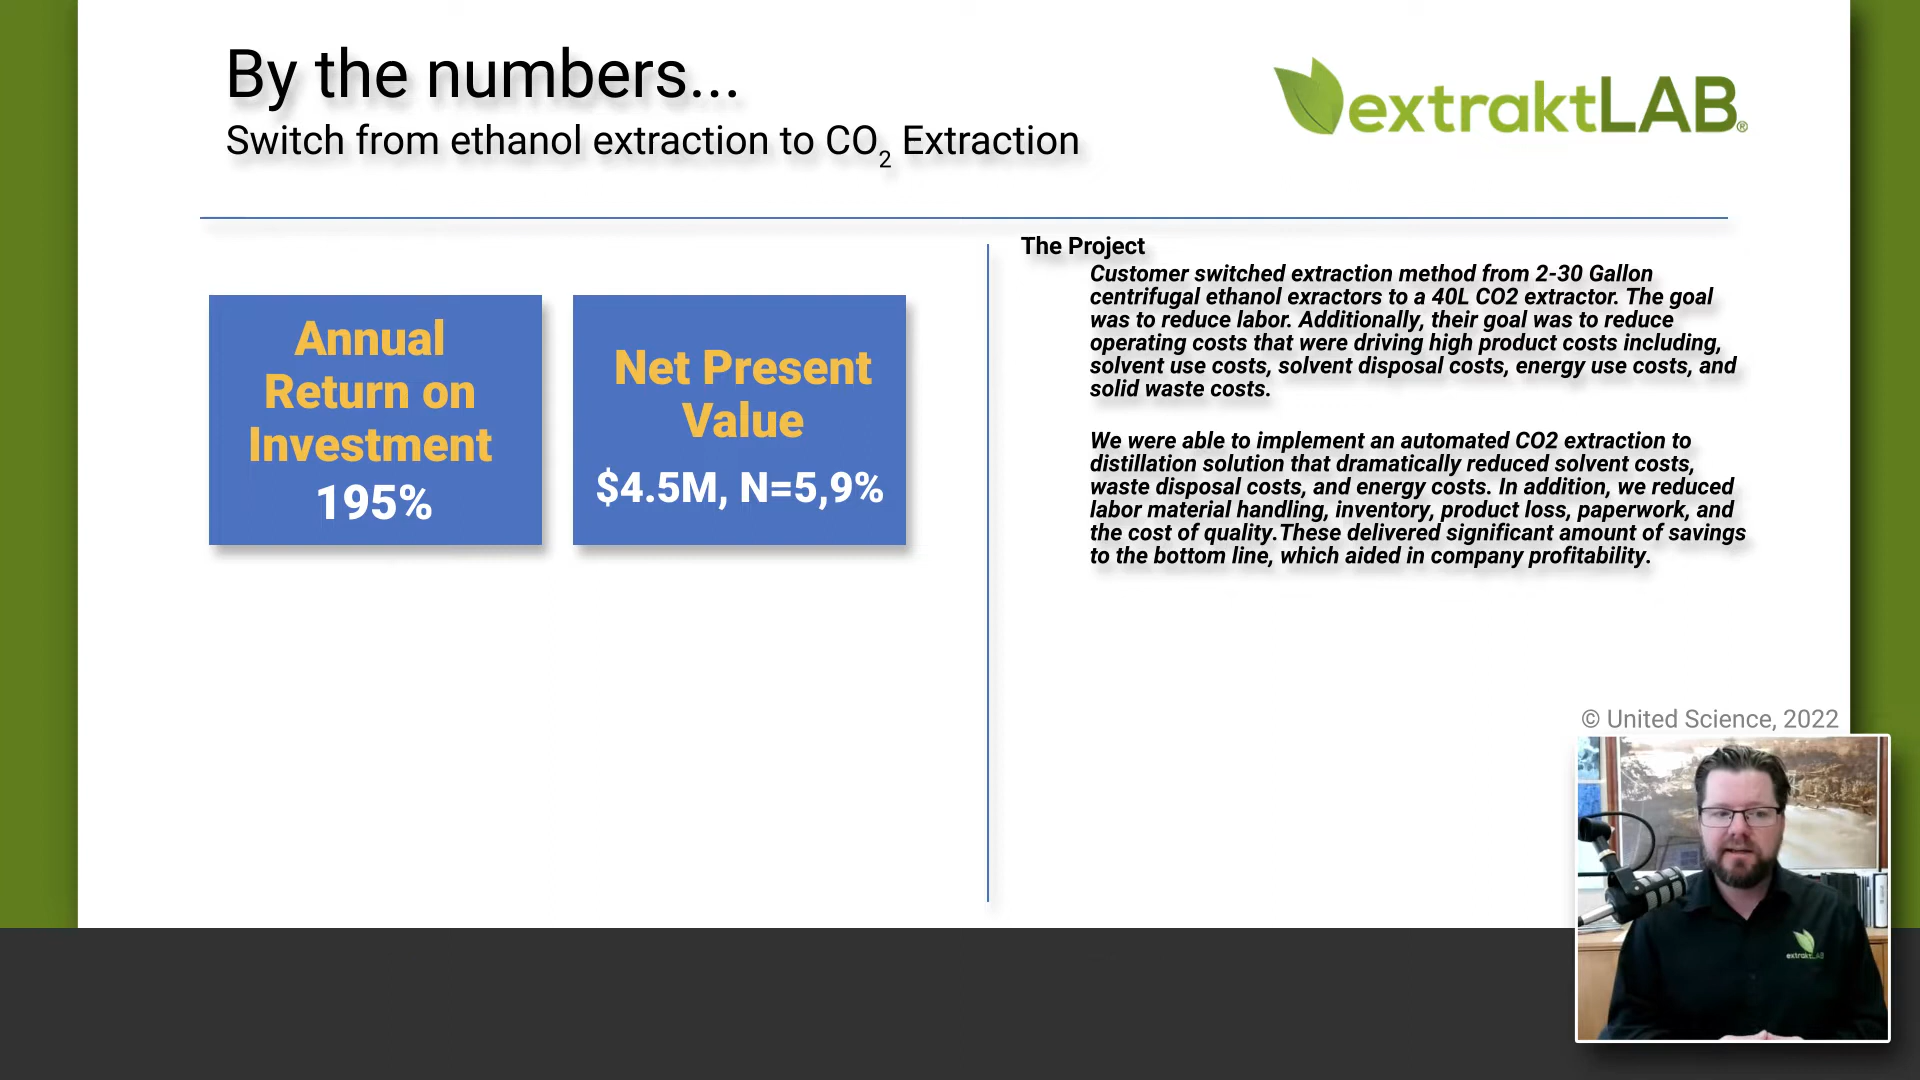 By the numbers...
Switch from ethanol extraction to CO2 Extraction
extraktLAB®
Annual
Return on
Investment
195%
Net Present
Value
$4.5M, N=5,9%
The Project
Customer switched extraction method from 2-30 Gallon
centrifugal ethanol exractors to a 40L CO2 extractor. The goal
was to reduce labor. Additionally, their goal was to reduce
operating costs that were driving high product costs including,
solvent use costs, solvent disposal costs, energy use costs, and
solid waste costs.
We were able to implement an automated CO2 extraction to
distillation solution that dramatically reduced solvent costs,
waste disposal costs, and energy costs. In addition, we reduced
labor material handling, inventory, product loss, paperwork, and
the cost of quality.These delivered significant amount of savings
to the bottom line, which aided in company profitability.
© United Science, 2022
extraktLAB